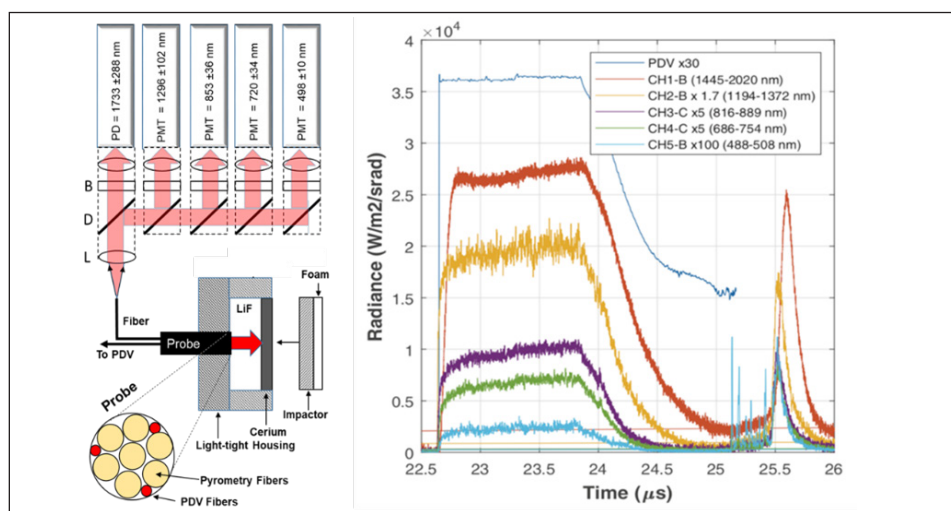 PD = 1733 ±288 nm
PMT = 1296 ±102 nm
PMT = 853 ±36 nm
PMT = 720 ±34 nm
PMT = 498 ±10 nm
B
D
L
Fiber
To PDV
Probe
LiF
Foam
Impactor
Cerium
Housing
Light-tight Housing
Probe
Pyrometry Fibers
PDV Fibers
×10⁴
4
3.5
3
2.5
2
1.5
1
0.5
0
Radiance (W/m2/srad)
PDV x30
CH1-B (1445-2020 nm)
CH2-B x 1.7 (1194-1372 nm)
CH3-C x5 (816-889 nm)
CH4-C x5 (686-754 nm)
CH5-B x100 (488-508 nm)
22.5 23 23.5 24 24.5 25 25.5 26
Time (μs)